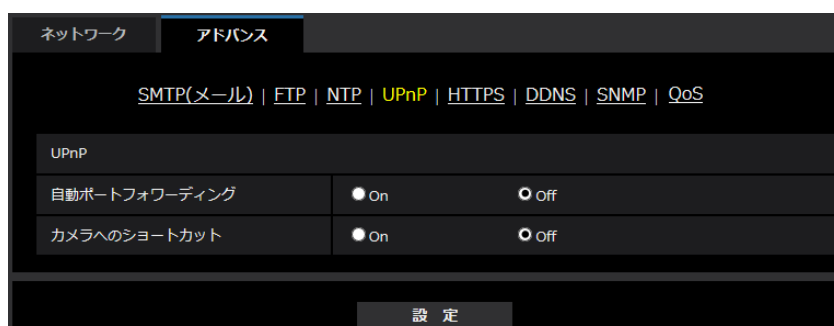 ネットワーク アドバンス
SMTP(メール) | FTP | NTP | UPnP | HTTPS | DDNS | SNMP | QoS
UPnP
自動ポートフォワーディング On Off
カメラへのショートカット On Off
設 定